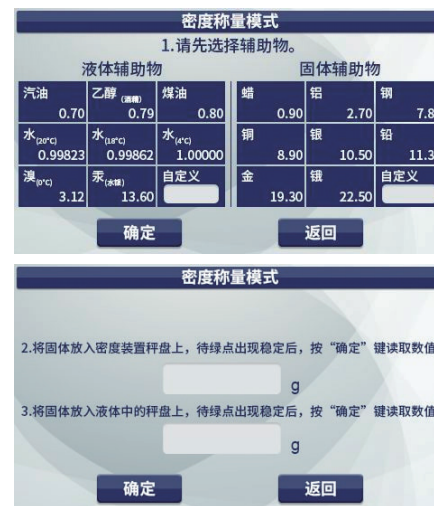 密度称量模式
1.请先选择辅助物。
液体辅助物 固体辅助物
汽油 乙醇(酒精) 煤油 蜡 铝 钢
0.70 0.79 0.80 0.90 2.70 7.8
水(20°C) 水(18°C) 水(4°C) 铜 银 铅
0.99823 0.99862 1.00000 8.90 10.50 11.3
溴(0°C) 汞(水银) 自定义 金 锇 自定义
3.12 13.60 19.30 22.50
确定 返回
密度称量模式
2.将固体放入密度装置秤盘上，待绿点出现稳定后，按“确定”键读取数值
g
3.将固体放入液体中的秤盘上，待绿点出现稳定后，按“确定”键读取数值
g
确定 返回